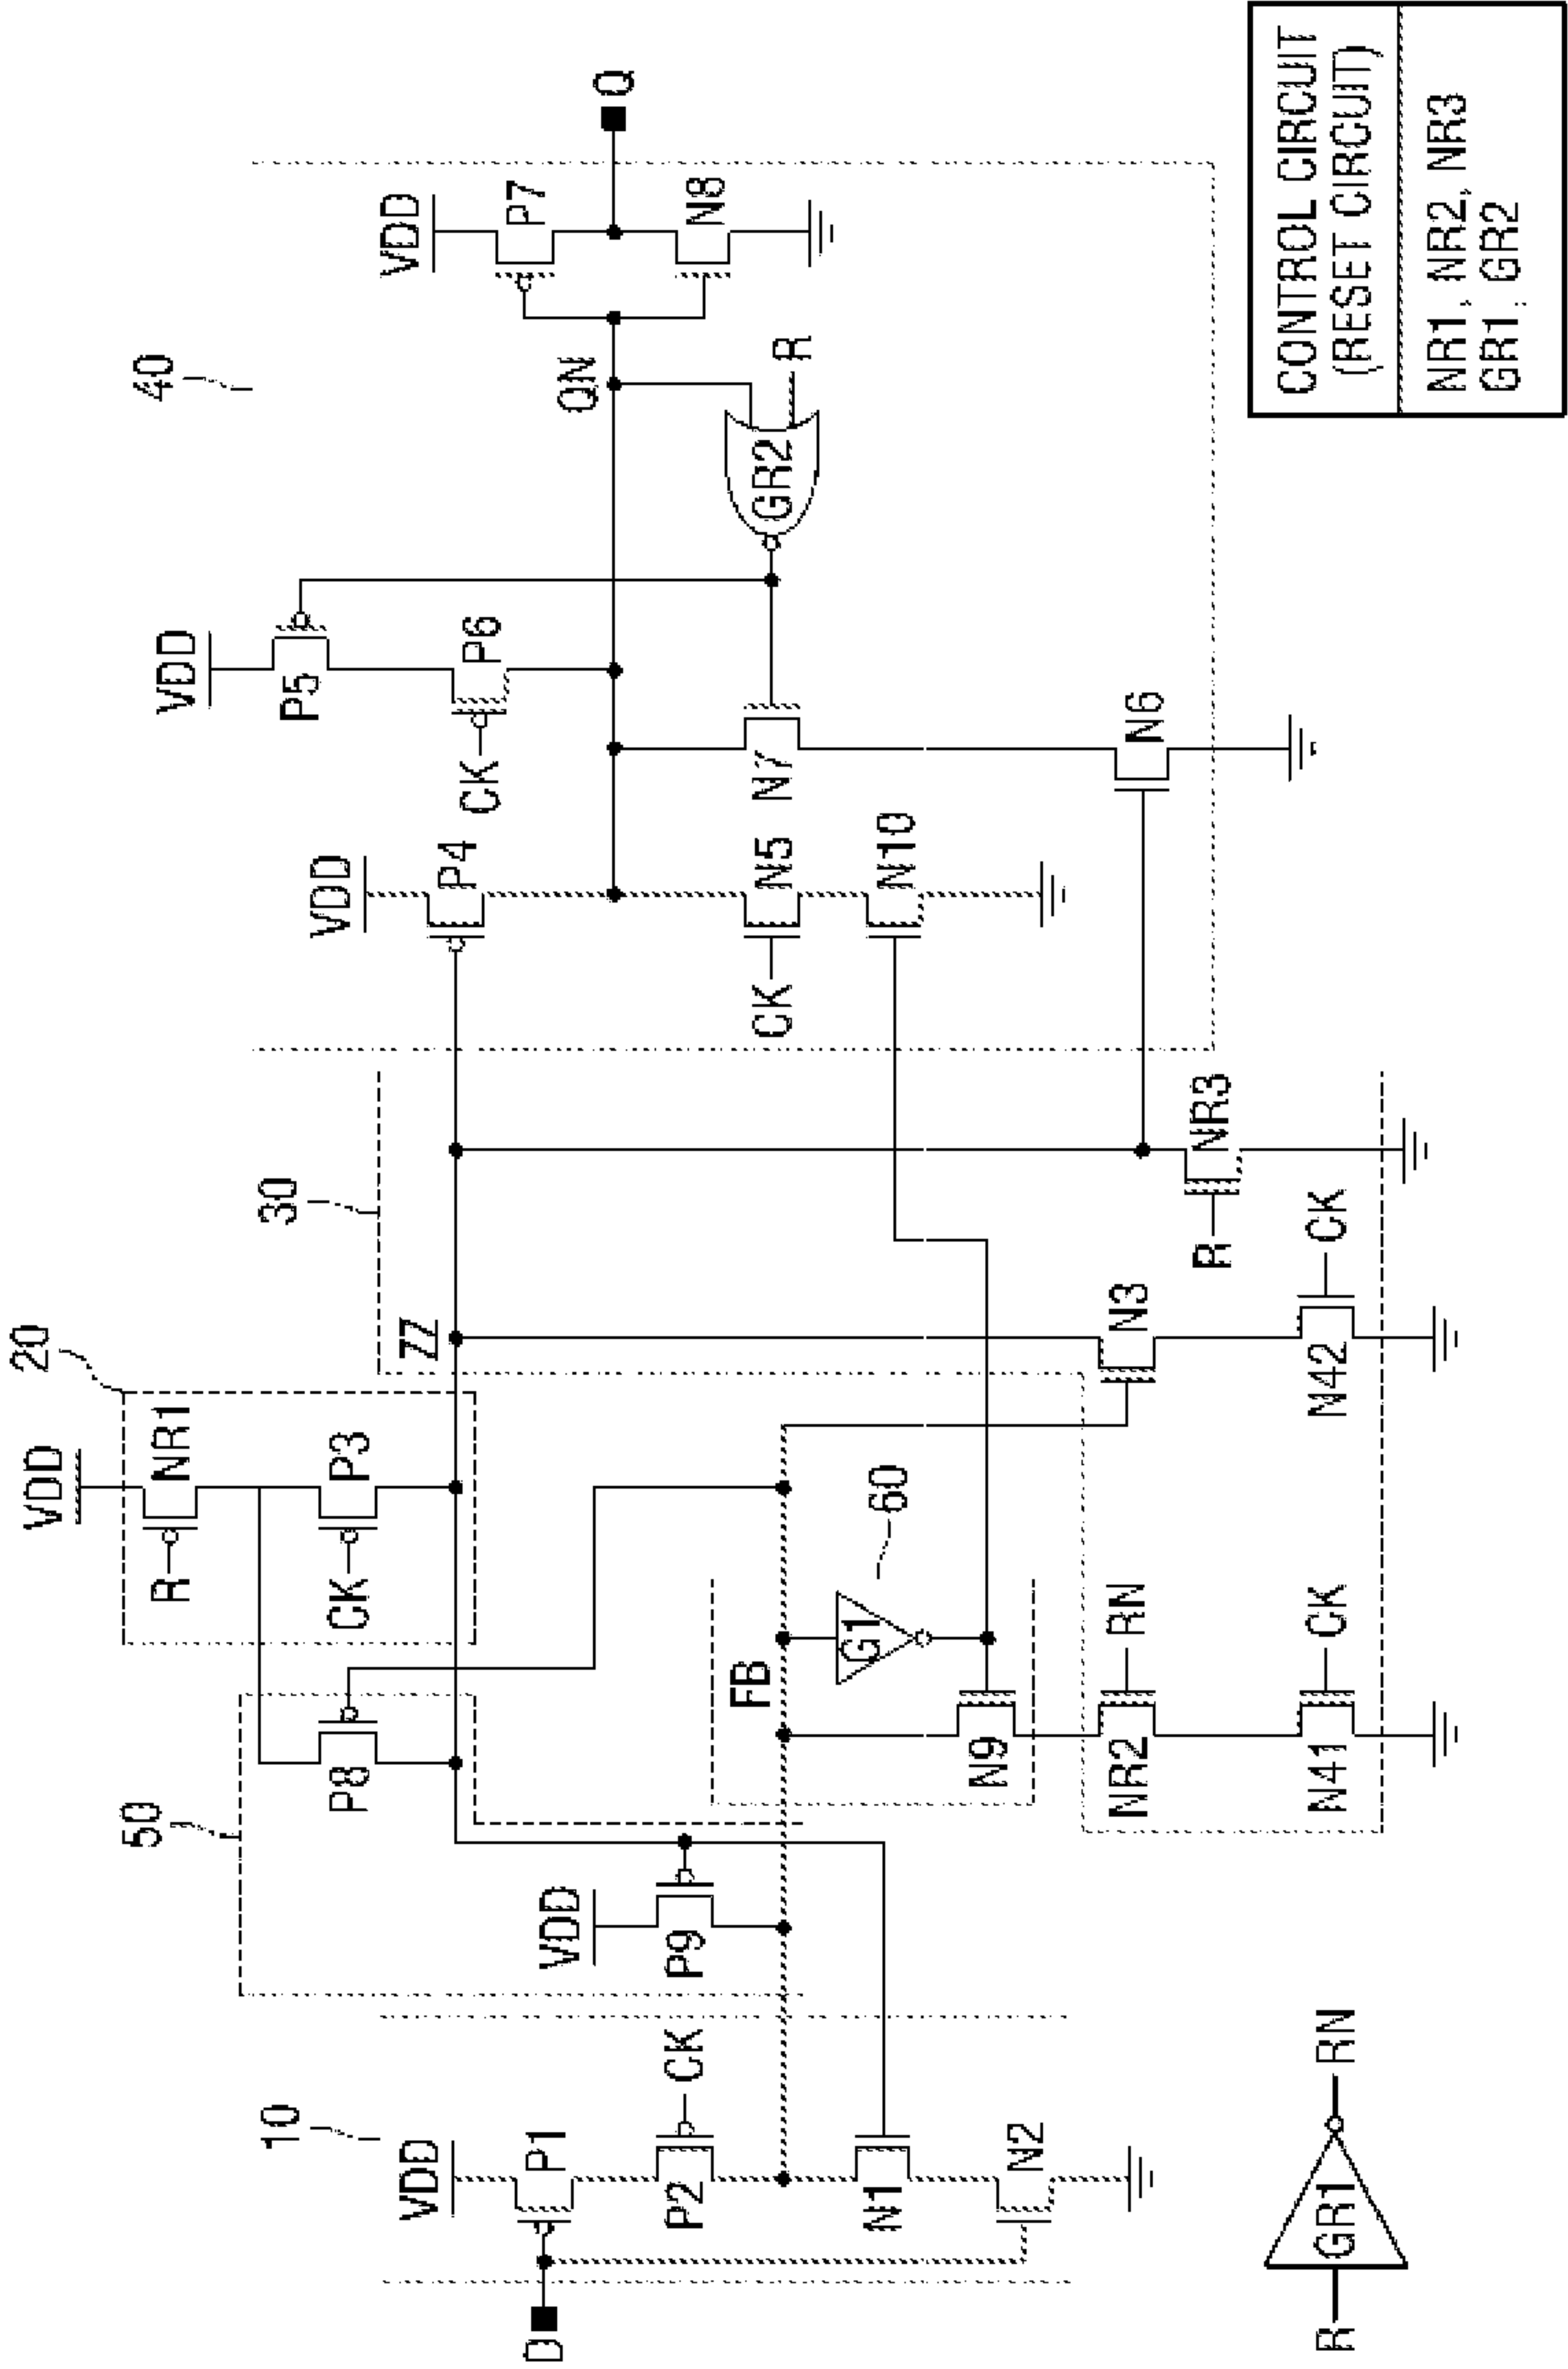 40
VDD
VDD
P5
P6
CK
VDD
P7
N8
Q
QN
GR2
R
VDD
P4
N5
CK
N10
N7
N6
20
VDD
NR1
R
P3
CK
30
ZZ
N3
N42
CK
NR3
R
50
P8
VDD
P9
FB
G1
60
N9
NR2
RN
N41
CK
10
VDD
P1
P2
CK
N1
N2
D
R
GR1
RN
CONTROL CIRCUIT
(RESET CIRCUIT)
NR1, NR2, NR3
GR1, GR2